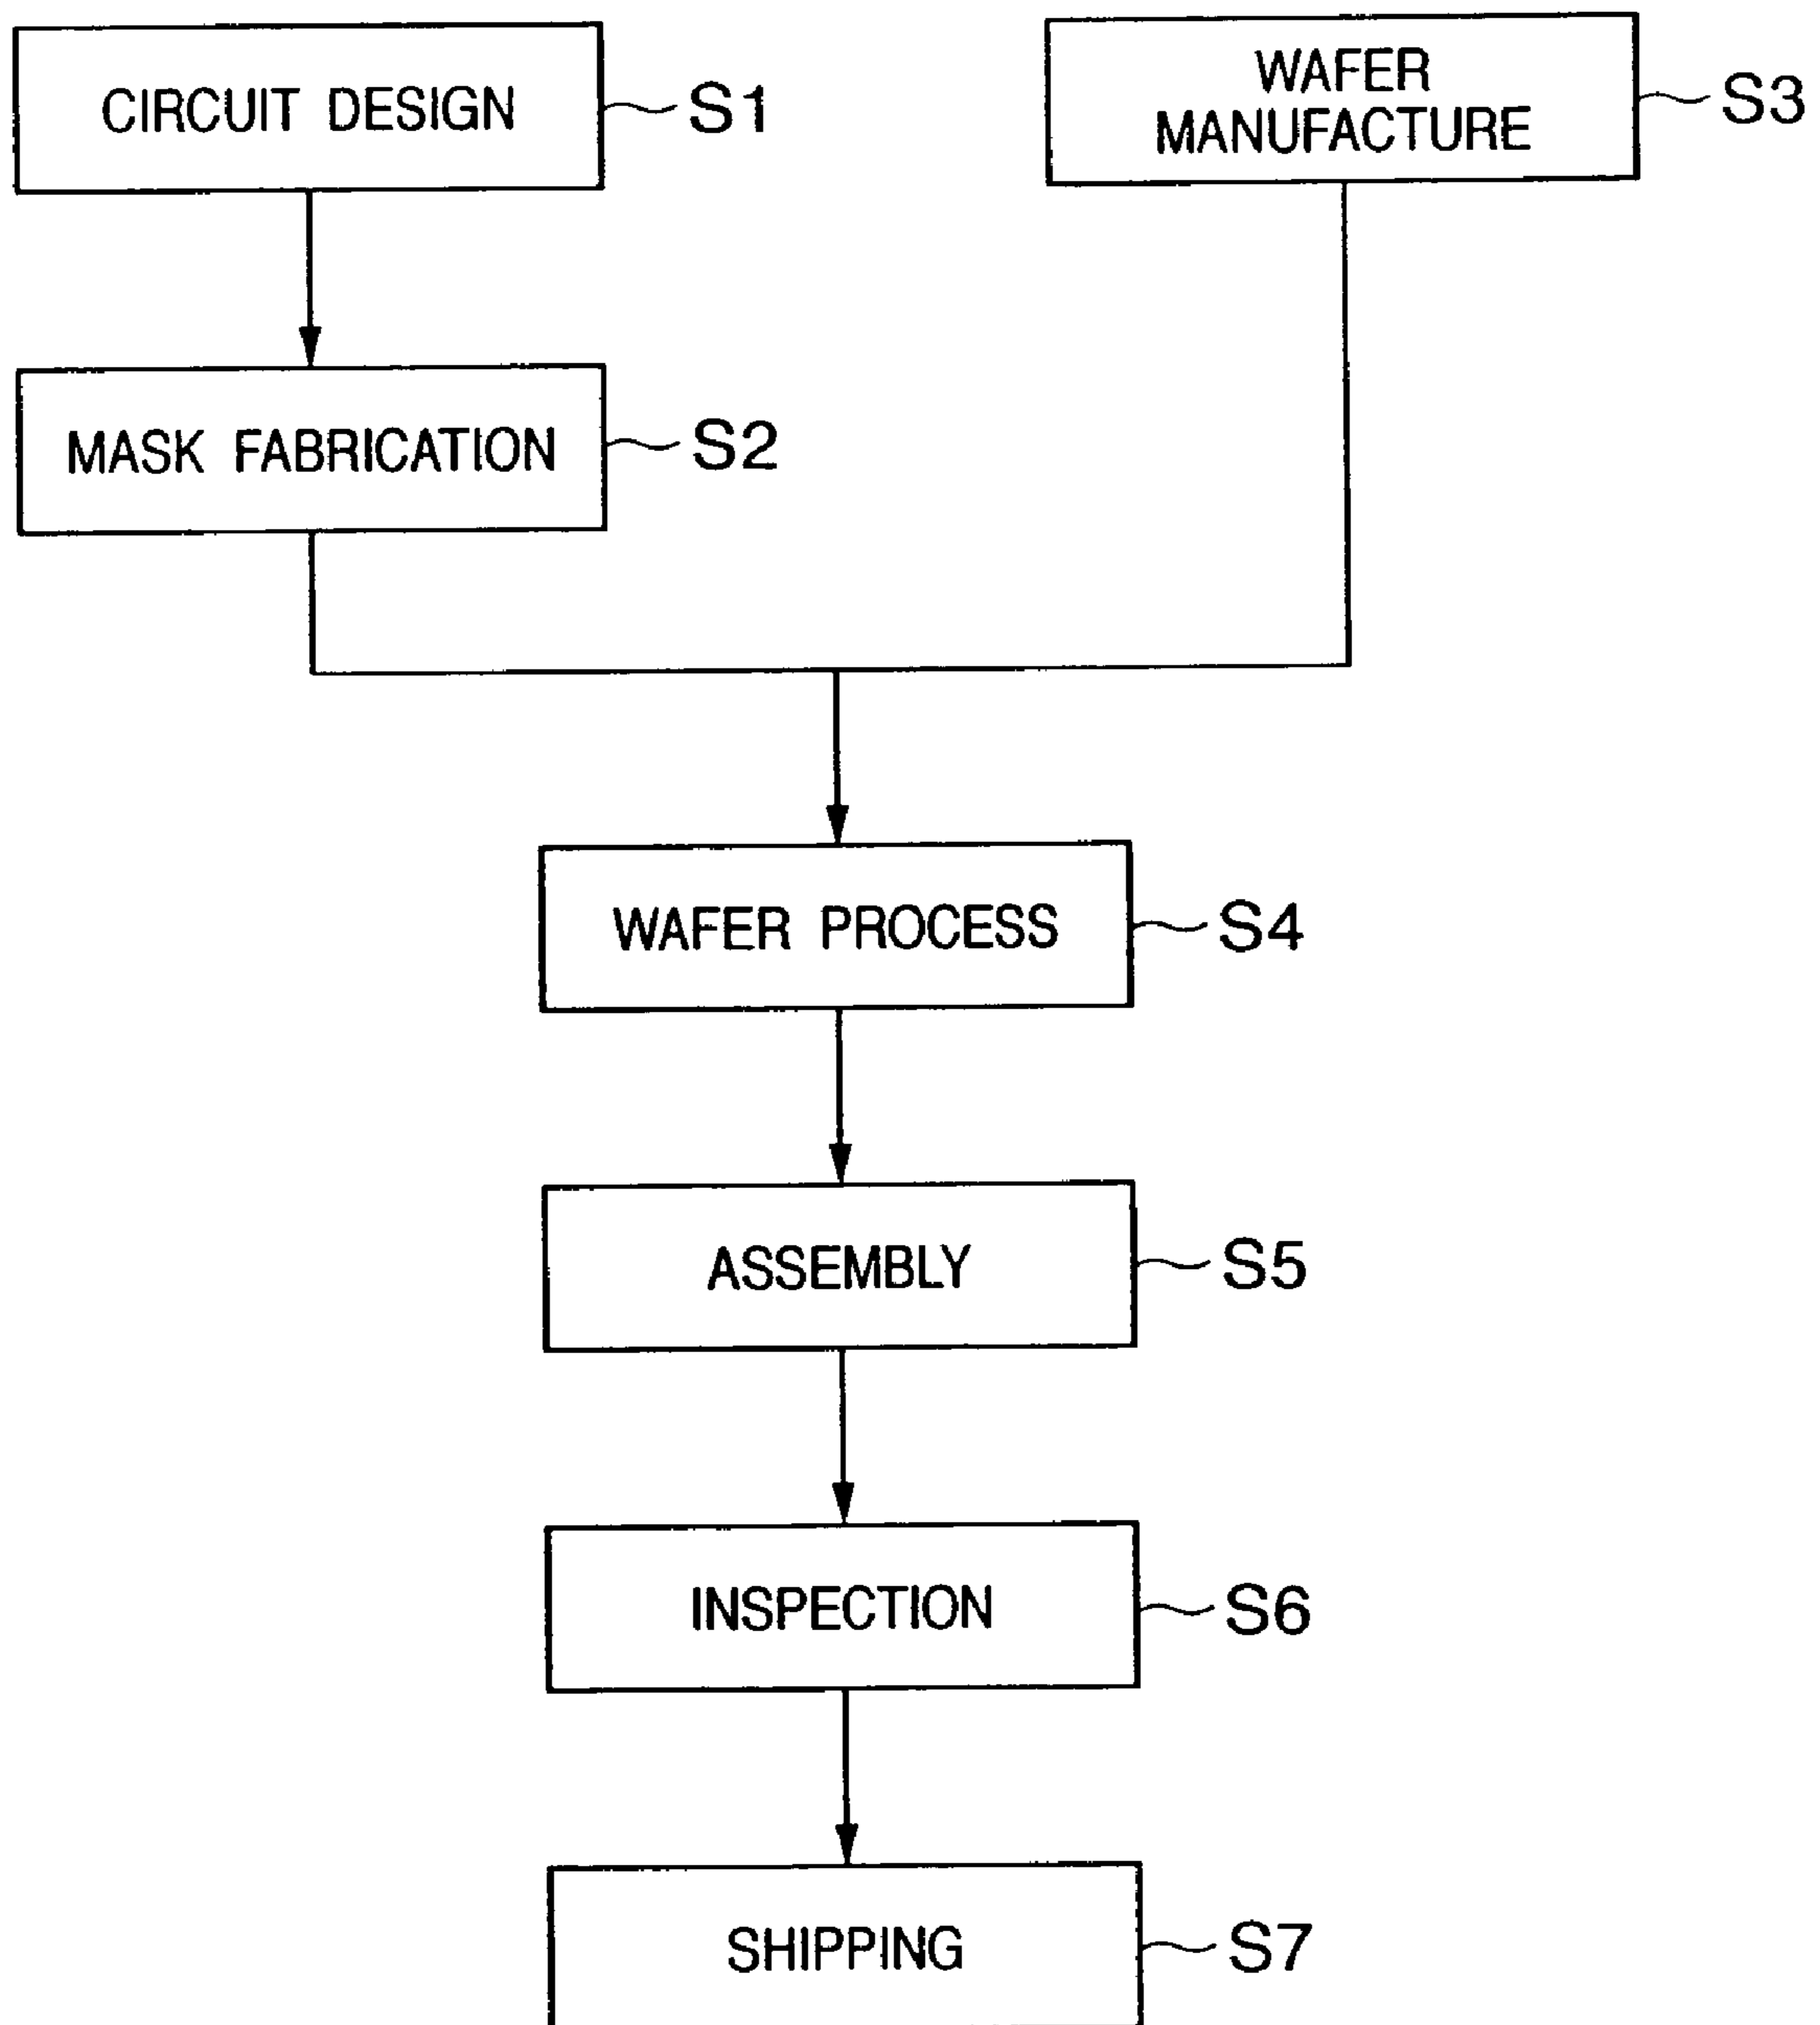 CIRCUIT DESIGN
S1
WAFER
MANUFACTURE
S3
MASK FABRICATION
S2
WAFER PROCESS
S4
ASSEMBLY
S5
INSPECTION
S6
SHIPPING
S7